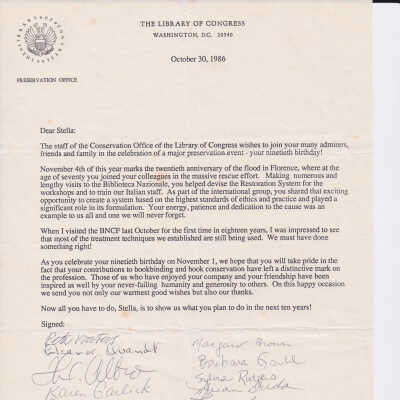 THE LIBRARY OF CONGRESS
WASHINGTON, D.C. 20540
October 30, 1986
PRESERVATION OFFICE
Dear Stella:
The staff of the Conservation Office of the Library of Congress wishes to join your many admirers,
friends and family in the celebration of a major preservation event - your ninetieth birthday!
November 4th of this year marks the twentieth anniversary of the flood in Florence, where at the
age of seventy you joined your colleagues in the massive rescue effort. Making numerous and
lengthy visits to the Biblioteca Nazionale, you helped devise the Restoration System for the
workshops and to train our Italian staff. As part of the international group, you shared that exciting
opportunity to create a system based on the highest standards of ethics and practice and played a
significant role in its formulation. Your energy, patience and dedication to the cause was an
example to us all and one we will never forget.
When I visited the BNCF last October for the first time in eighteen years, I was impressed to see
that most of the treatment techniques we established are still being used. We must have done
something right!
As you celebrate your ninetieth birthday on November 1, we hope that you will take pride in the
fact that your contributions to bookbinding and book conservation have left a distinctive mark on
the profession. Those of us who have enjoyed your company and your friendship have been
inspired as well by your never-failing humanity and generosity to others. On this happy occasion
we send you not only our warmest good wishes but also our thanks.
Now all you have to do, Stella, is to show us what you plan to do in the next ten years!
Signed:
Peter Waters
Margaret Brown
Barbara
Karen Garlick